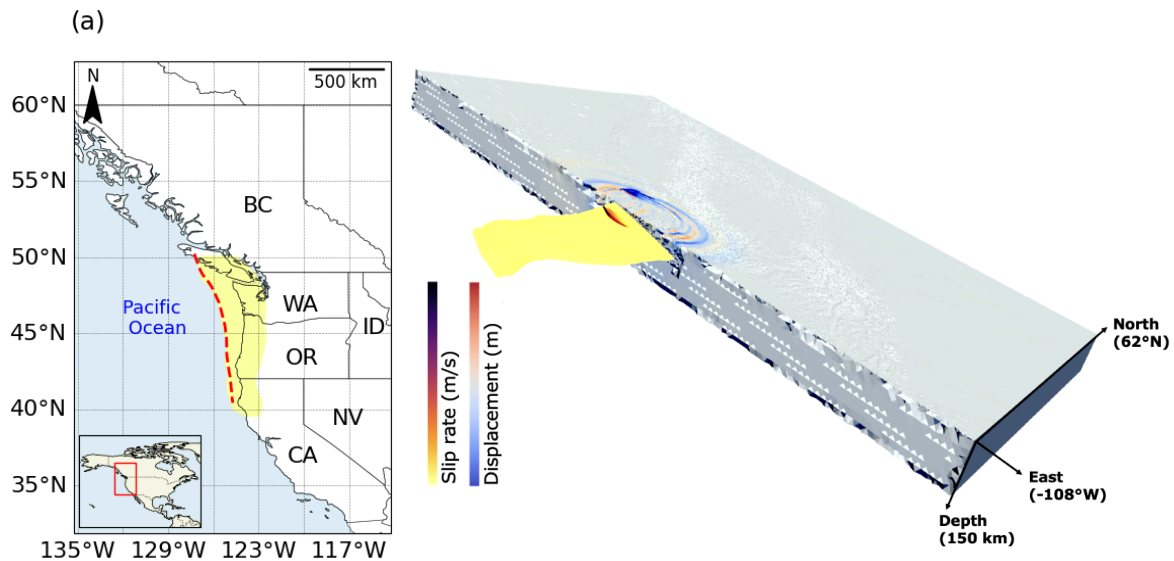 (a)
N
500 km
60°N
55°N
50°N
45°N
40°N
35°N
135°W
129°W
123°W
117°W
BC
WA
ID
OR
NV
CA
Pacific
Ocean
Slip rate (m/s)
Displacement (m)
North
(62°N)
East
(-108°W)
Depth
(150 km)